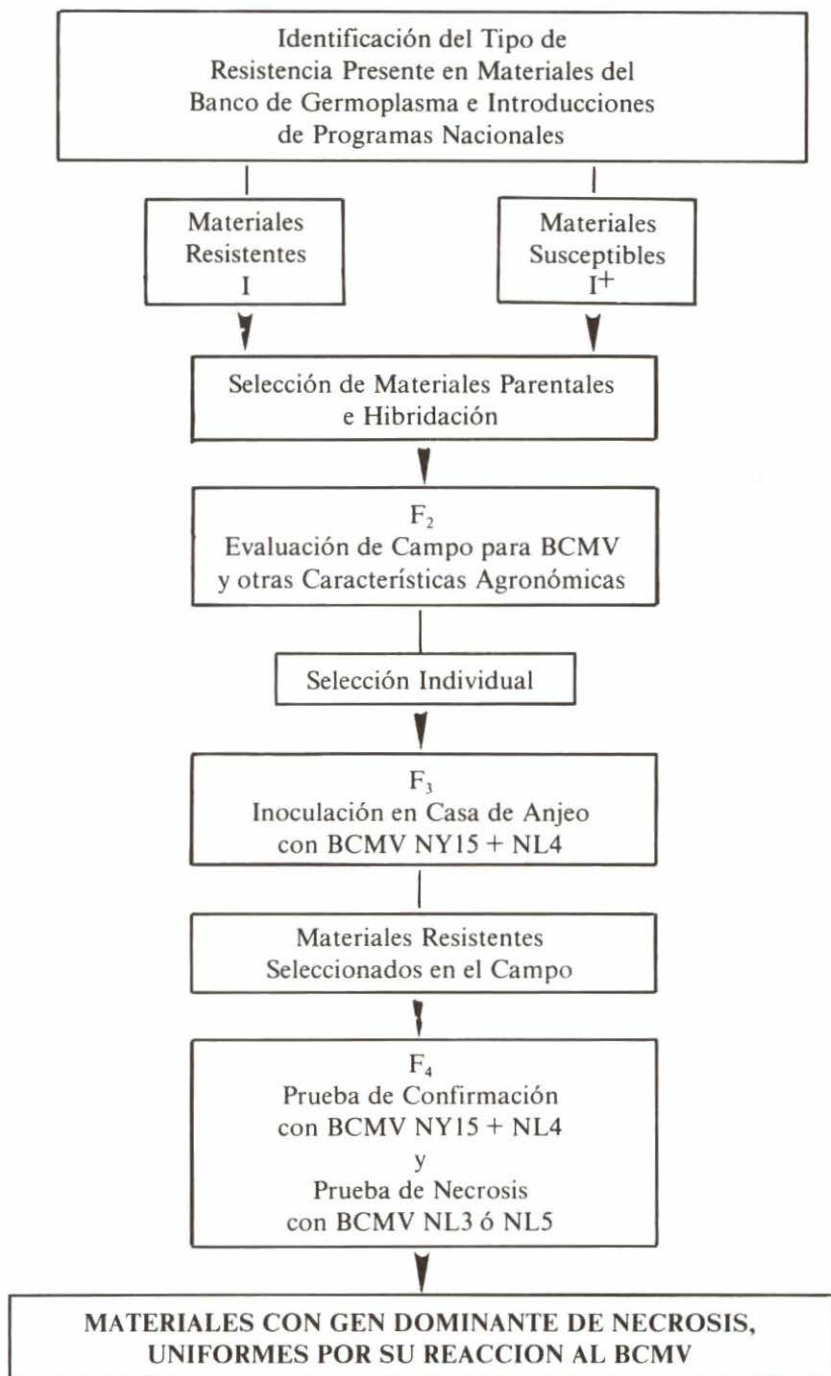 Identificación del Tipo de
Resistencia Presente en Materiales del
Banco de Germoplasma e Introducciones
de Programas Nacionales
Materiales
Resistentes
I
Materiales
Susceptibles
I+
Selección de Materiales Parentales
e Hibridación
F₂
Evaluación de Campo para BCMV
y otras Características Agronómicas
Selección Individual
F₃
Inoculación en Casa de Anjeo
con BCMV NY15 + NL4
Materiales Resistentes
Seleccionados en el Campo
F₄
Prueba de Confirmación
con BCMV NY15 + NL4
y
Prueba de Necrosis
con BCMV NL3 ó NL5
MATERIALES CON GEN DOMINANTE DE NECROSIS,
UNIFORMES POR SU REACCION AL BCMV